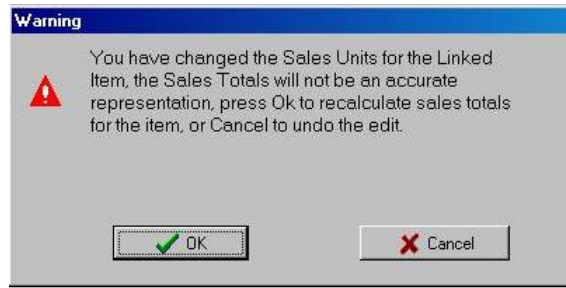 Warning
You have changed the Sales Units for the Linked
Item, the Sales Totals will not be an accurate
representation, press Ok to recalculate sales totals
for the item, or Cancel to undo the edit.
OK
Cancel